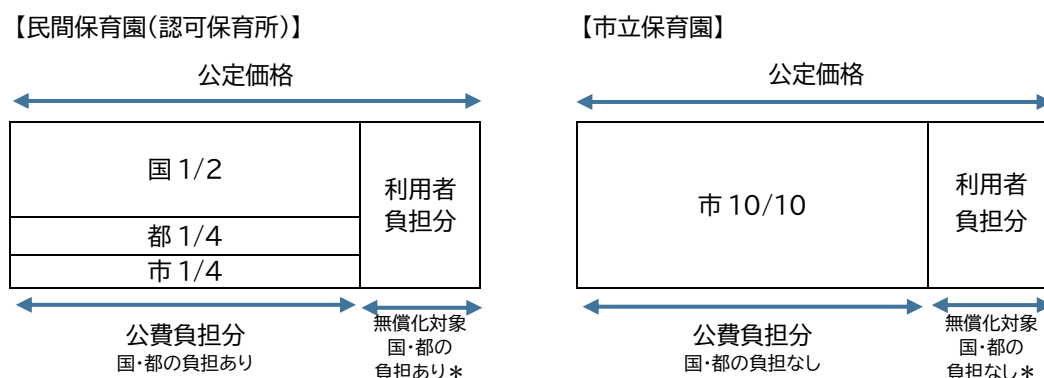 【民間保育園(認可保育所)】
公定価格
国 1/2
都 1/4
市 1/4
利用者
負担分
公費負担分
国・都の負担あり
無償化対象
国・都の
負担あり＊
【市立保育園】
公定価格
市 10/10
利用者
負担分
公費負担分
国・都の負担なし
無償化対象
国・都の
負担なし＊